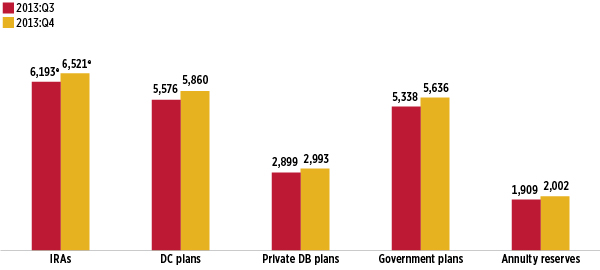 2013:Q3
2013:Q4
6,193e 6,521e
5,576 5,860
2,899 2,993
5,338 5,636
1,909 2,002
IRAs DC plans Private DB plans Government plans Annuity reserves